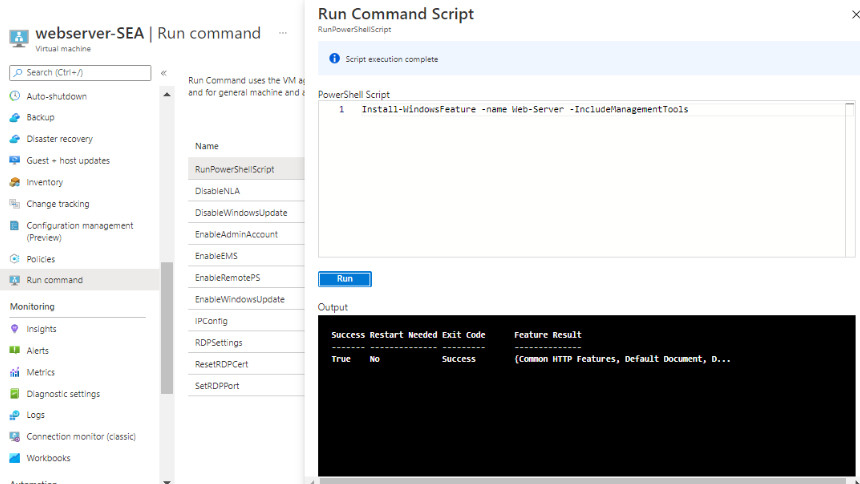 webserver-SEA | Run command ...
Virtual machine
Search (Ctrl+/)
«
Auto-shutdown
Backup
Disaster recovery
Guest + host updates
Inventory
Change tracking
Configuration management
(Preview)
Policies
Run command
Monitoring
Insights
Alerts
Metrics
Diagnostic settings
Logs
Connection monitor (classic)
Workbooks
Automation
Run Command uses the VM ag
and for general machine and a
Name
RunPowerShellScript
DisableNLA
DisableWindowsUpdate
EnableAdminAccount
EnableEMS
EnableRemotePS
EnableWindowsUpdate
IPConfig
RDPSettings
ResetRDPCert
SetRDPPort
Run Command Script
RunPowerShellScript
Script execution complete
PowerShell Script
1 Install-WindowsFeature -name Web-Server -IncludeManagementTools
Run
Output
Success Restart Needed Exit Code Feature Result
------- -------------- --------- --------------
True No Success {Common HTTP Features, Default Document, D...